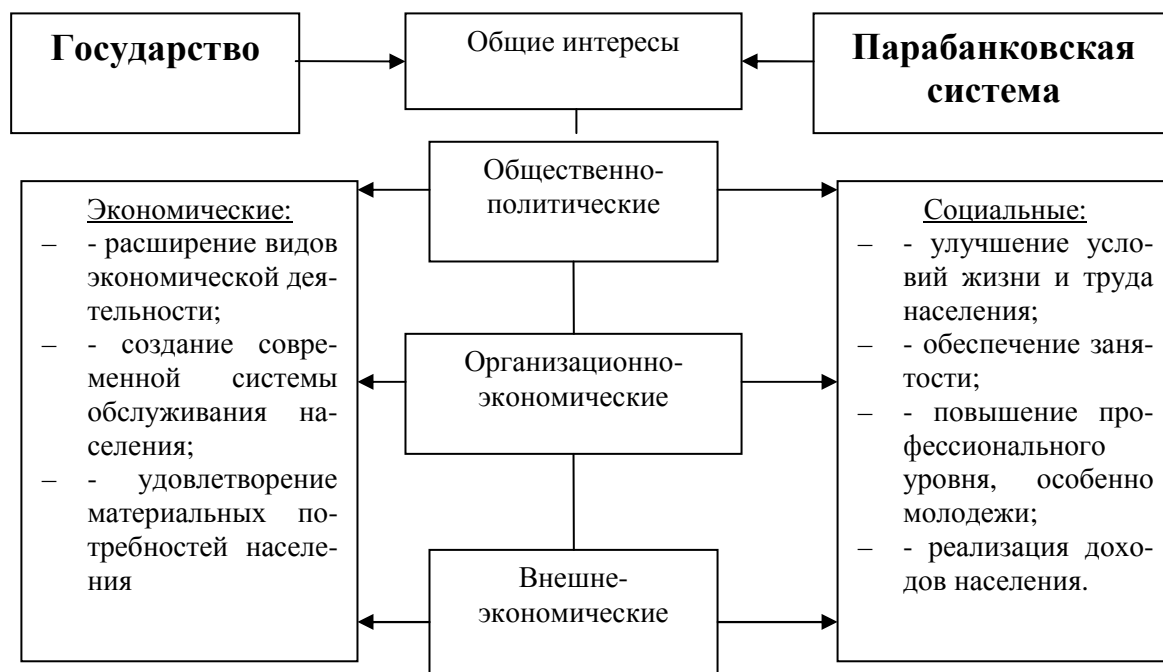 Государство
Общие интересы
Парабанковская
система
Общественно-
политические
Экономические:
– - расширение видов
экономической дея-
тельности;
– - создание совре-
менной системы
обслуживания на-
селения;
– - удовлетворение
материальных по-
требностей населе-
ния
Организационно-
экономические
Внешне-
экономические
Социальные:
– - улучшение усло-
вий жизни и труда
населения;
– - обеспечение заня-
тости;
– - повышение про-
фессионального
уровня, особенно
молодежи;
– - реализация дохо-
дов населения.